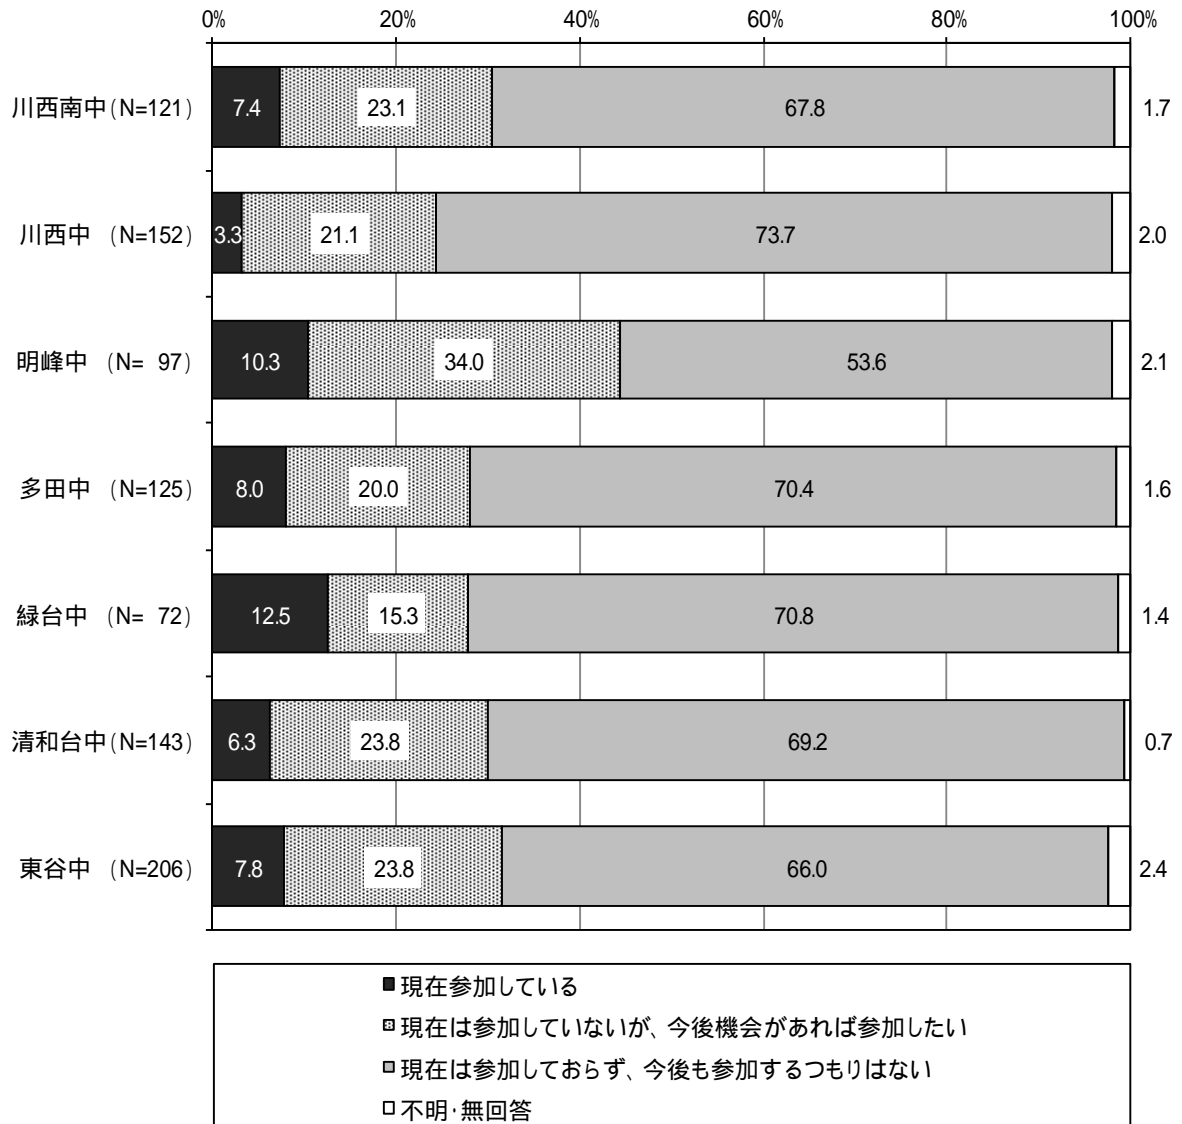 0% 20% 40% 60% 80% 100%
川西南中(N=121) 7.4 23.1 67.8 1.7
川西中 (N=152) 3.3 21.1 73.7 2.0
明峰中 (N= 97) 10.3 34.0 53.6 2.1
多田中 (N=125) 8.0 20.0 70.4 1.6
緑台中 (N= 72) 12.5 15.3 70.8 1.4
清和台中(N=143) 6.3 23.8 69.2 0.7
東谷中 (N=206) 7.8 23.8 66.0 2.4
現在参加している
現在は参加していないが、今後機会があれば参加したい
現在は参加しておらず、今後も参加するつもりはない
不明・無回答